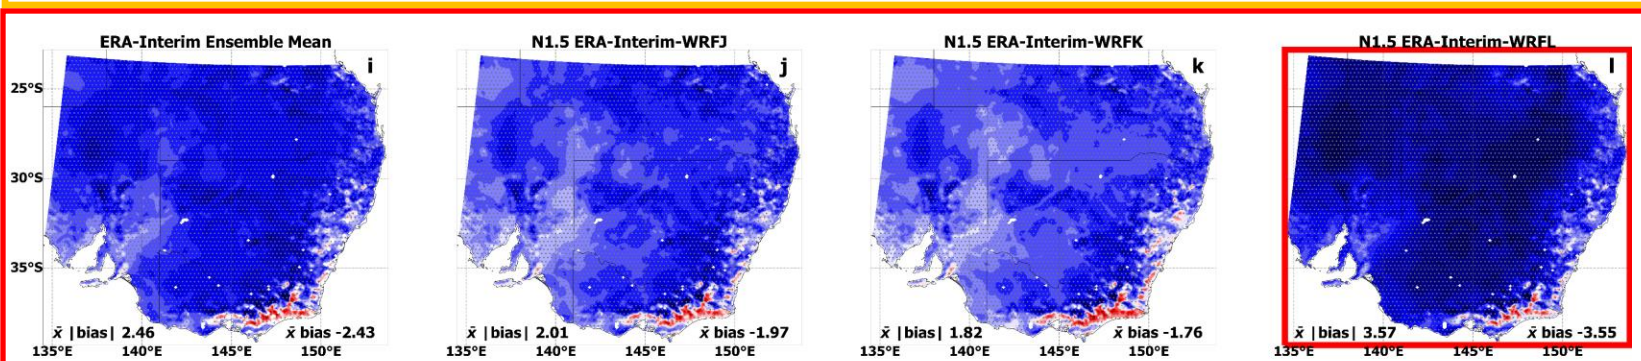 ERA-Interim Ensemble Mean
N1.5 ERA-Interim-WRFJ
N1.5 ERA-Interim-WRFK
N1.5 ERA-Interim-WRFL
i
j
k
l
25°S
30°S
35°S
x̄ |bias| 2.46
x̄ bias -2.43
x̄ |bias| 2.01
x̄ bias -1.97
x̄ |bias| 1.82
x̄ bias -1.76
x̄ |bias| 3.57
x̄ bias -3.55
135°E 140°E 145°E 150°E
135°E 140°E 145°E 150°E
135°E 140°E 145°E 150°E
135°E 140°E 145°E 150°E